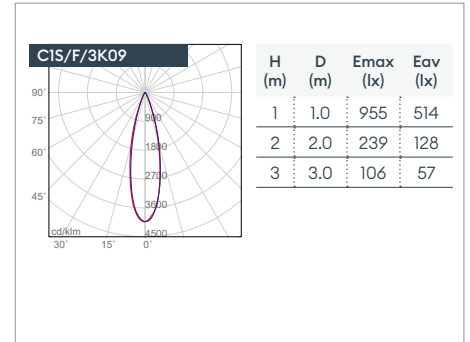 C1S/F/3K09
90°
75°
60°
45°
30° 15° 0°
900
1800
2700
3600
4500
cd/klm
H D Emax Eav
(m) (m) (lx) (lx)
1 1.0 955 514
2 2.0 239 128
3 3.0 106 57